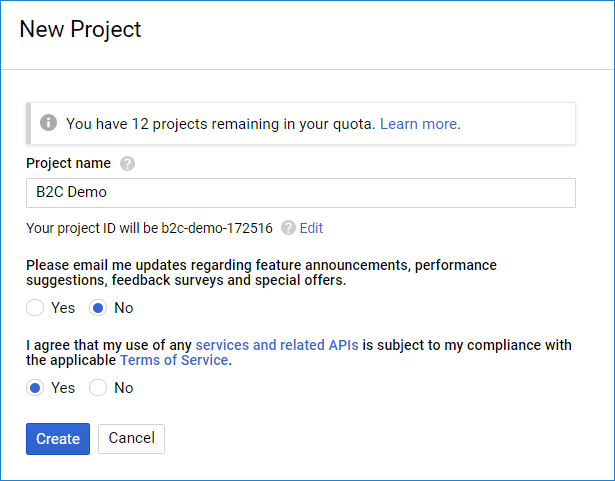 New Project
You have 12 projects remaining in your quota. Learn more.
Project name
B2C Demo
Your project ID will be b2c-demo-172516 Edit
Please email me updates regarding feature announcements, performance
suggestions, feedback surveys and special offers.
Yes No
I agree that my use of any services and related APIs is subject to my compliance with
the applicable Terms of Service.
Yes No
Create Cancel